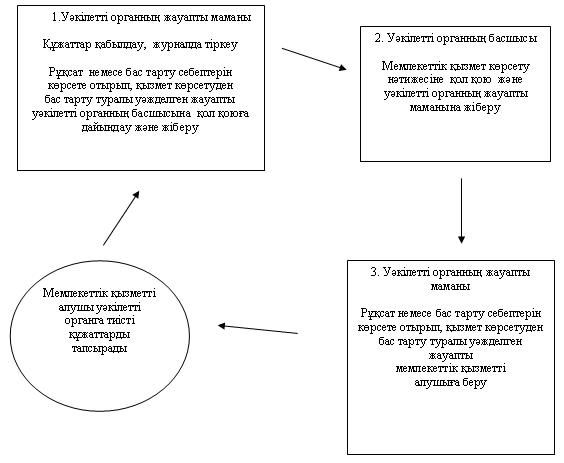 1.Уәкілетті органның жауапты маманы
Құжаттар қабылдау, журналда тіркеу
Рұқсат немесе бас тарту себептерін
көрсете отырып, қызмет көрсетуден
бас тарту туралы уәжделген жауапты
уәкілетті органның басшысына қол қоюға
дайындау және жіберу
2. Уәкілетті органның басшысы
Мемлекеттік қызмет көрсету
нәтижесіне қол қою және
уәкілетті органның жауапты
маманына жіберу
3. Уәкілетті органның жауапты
маманы
Рұқсат немесе бас тарту себептерін
көрсете отырып, қызмет көрсетуден
бас тарту туралы уәжделген
жауапты
мемлекеттік қызметті
алушыға беру
Мемлекеттік қызметті
алушы уәкілетті
органга тиісті
құжаттарды
тапсырады